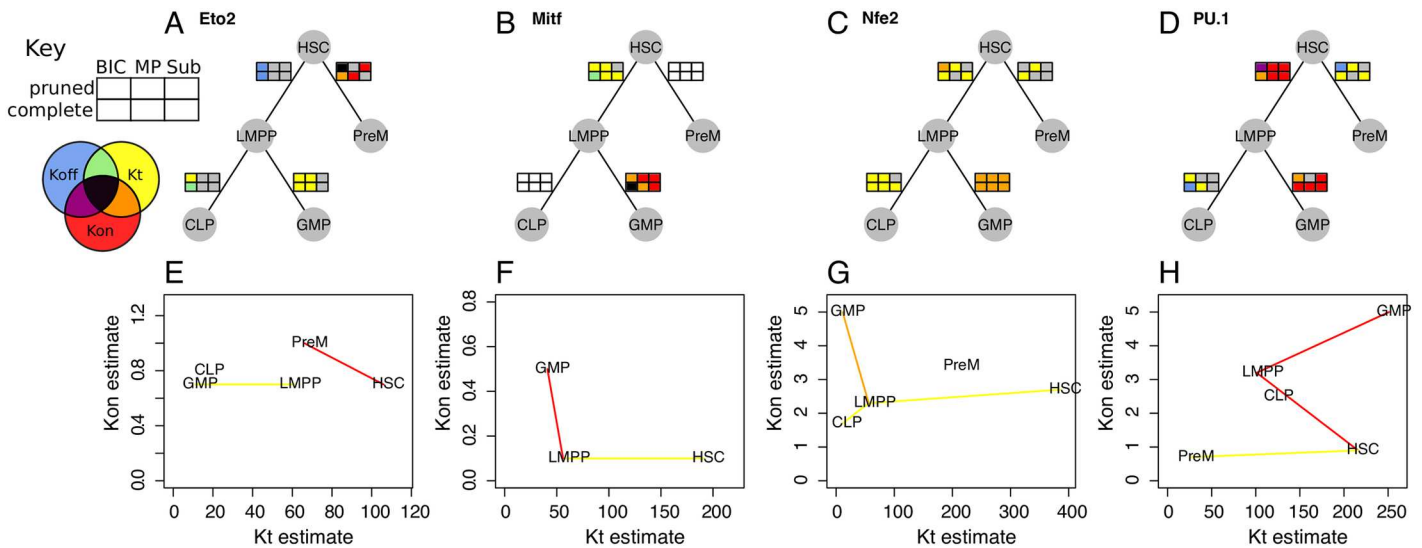 A Eto2
B Mitf
C Nfe2
D PU.1
Key
BIC MP Sub
pruned
complete
Koff
Kt
Kon
HSC
LMPP
PreM
CLP
GMP
HSC
LMPP
PreM
CLP
GMP
HSC
LMPP
PreM
CLP
GMP
HSC
LMPP
PreM
CLP
GMP
E
Kon estimate
0.0 0.4 0.8 1.2
PreM
CLP
GMP
LMPP
HSC
0 20 40 60 80 100 120
Kt estimate
F
Kon estimate
0.0 0.2 0.4 0.6 0.8
GMP
LMPP
HSC
0 50 100 150 200
Kt estimate
G
Kon estimate
0 1 2 3 4 5
GMP
PreM
LMPP
HSC
CLP
0 100 200 300 400
Kt estimate
H
Kon estimate
0 1 2 3 4 5
GMP
LMPP
CLP
HSC
PreM
0 50 100 150 200 250
Kt estimate